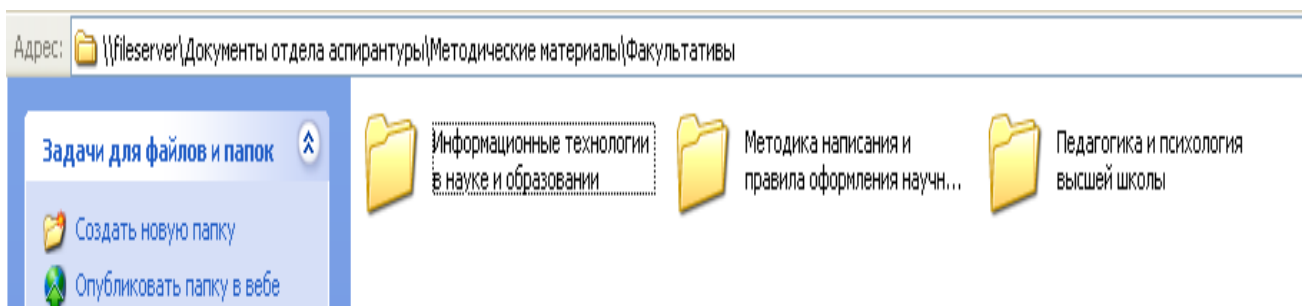 Адрес: \\fileserver\Документы отдела аспирантуры\Методические материалы\Факультативы
Задачи для файлов и папок
Создать новую папку
Опубликовать папку в вебе
Информационные технологии
в науке и образовании
Методика написания и
правила оформления научн...
Педагогика и психология
высшей школы